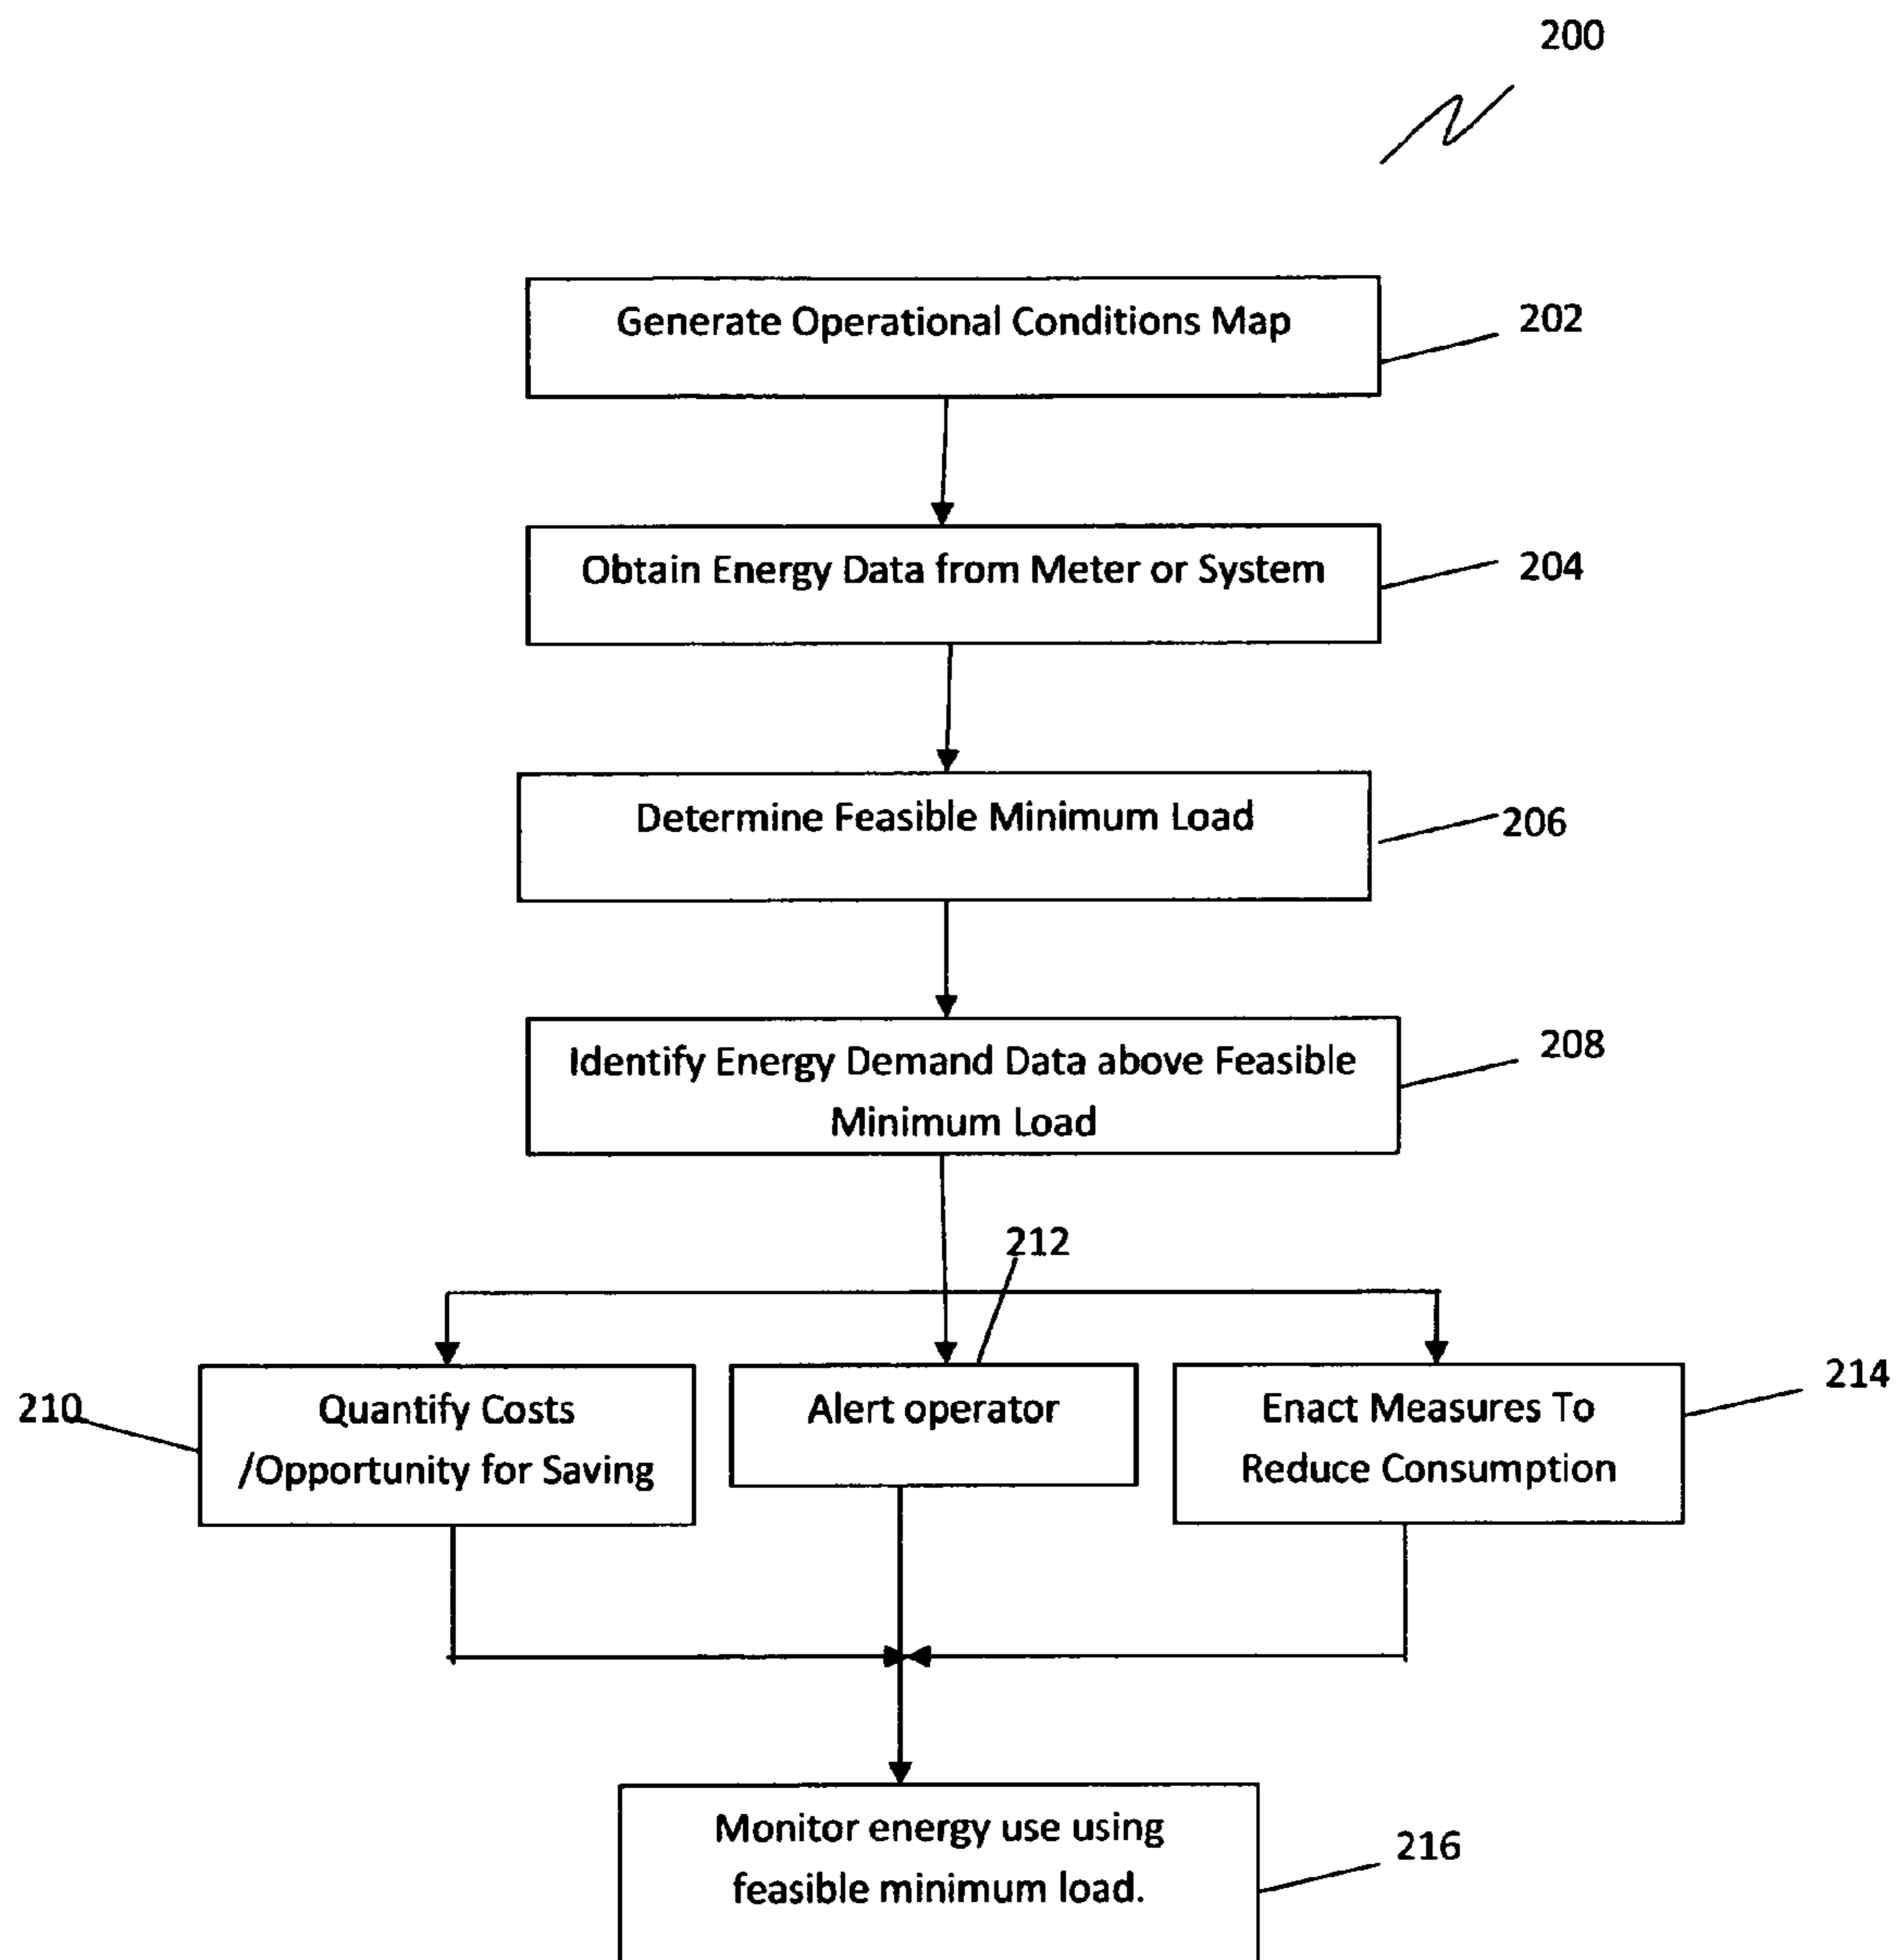 200
Generate Operational Conditions Map
202
Obtain Energy Data from Meter or System
204
Determine Feasible Minimum Load
206
Identify Energy Demand Data above Feasible
Minimum Load
208
212
210
Quantify Costs
/Opportunity for Saving
Alert operator
Enact Measures To
Reduce Consumption
214
Monitor energy use using
feasible minimum load.
216